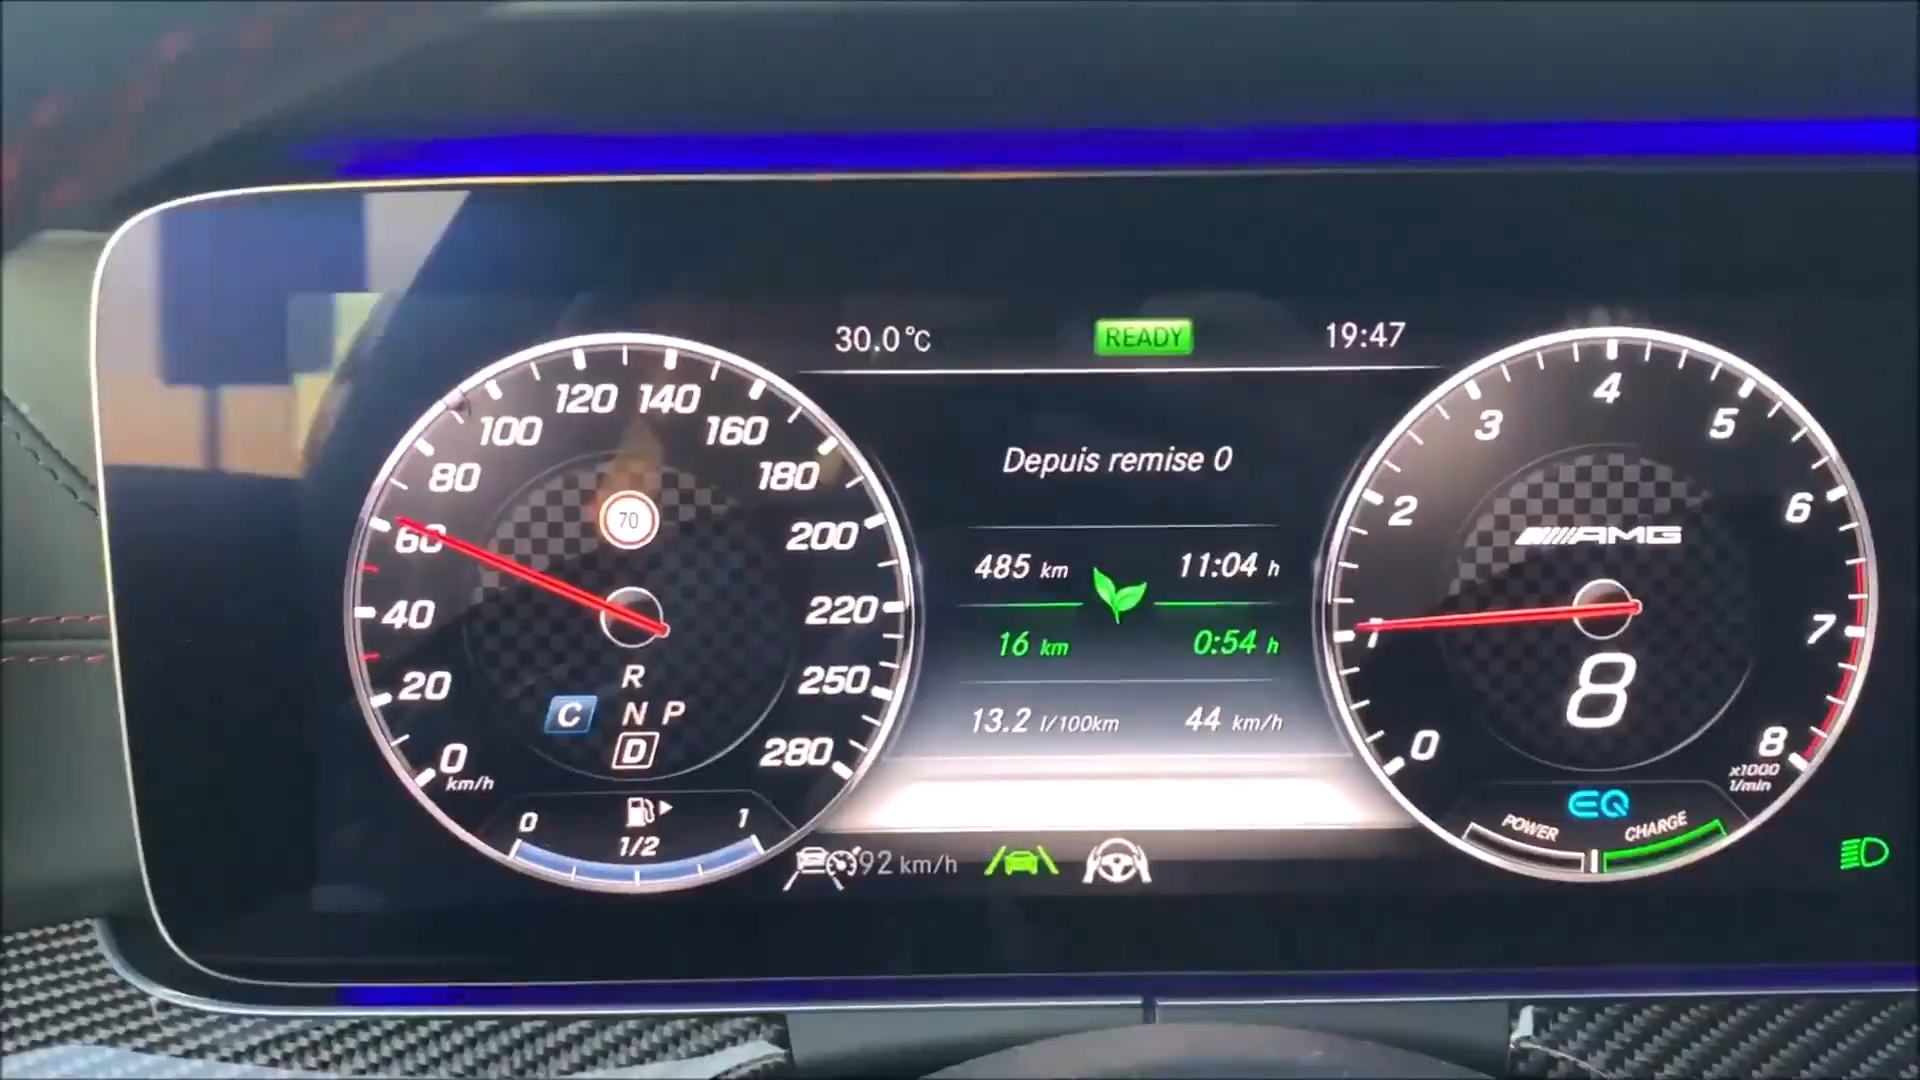 30.0°C
READY
19:47
0
20
40
60
80
100
120
140
160
180
200
220
250
280
km/h
70
R
C
N P
D
0
1/2
1
Depuis remise 0
485 km
11:04 h
16 km
0:54 h
13.2 l/100km
44 km/h
92 km/h
0
1
2
3
4
5
6
7
8
x1000
1/min
AMG
8
EQ
POWER
CHARGE